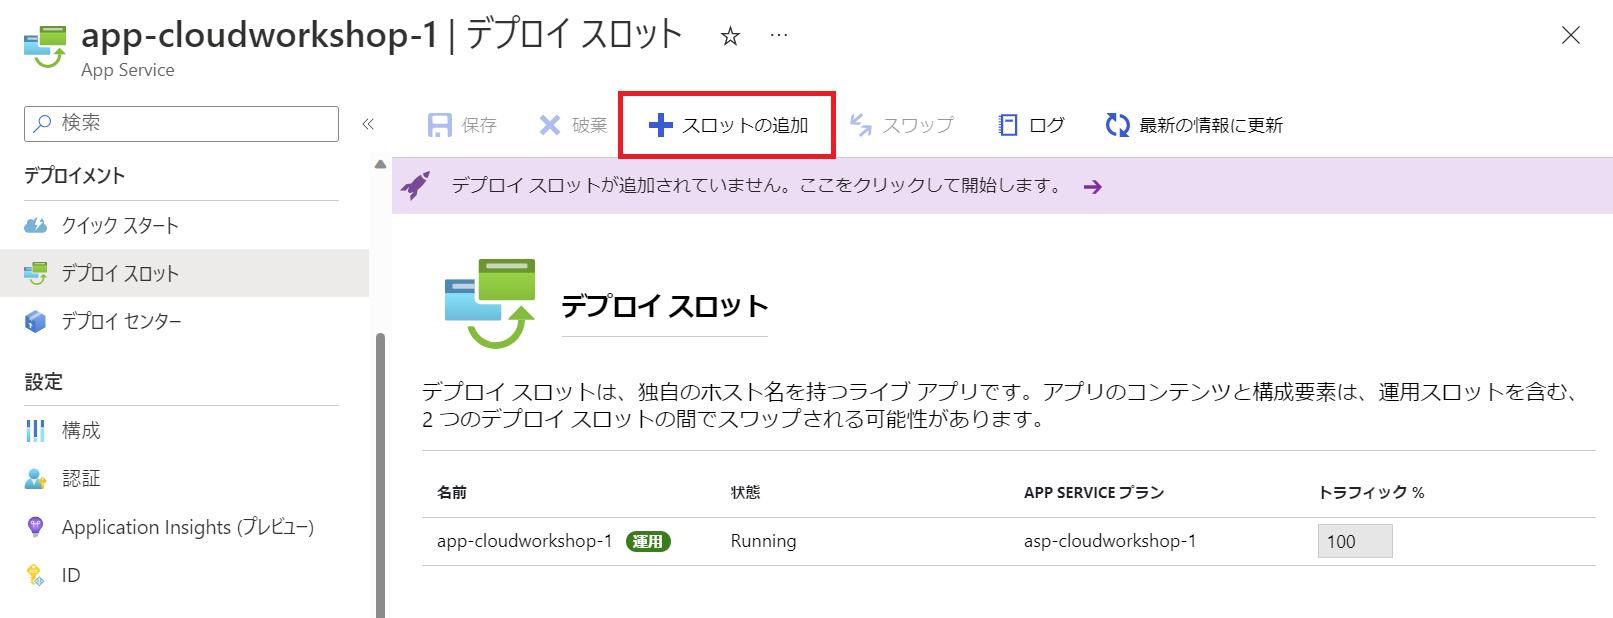 app-cloudworkshop-1 | デプロイ スロット ☆ …
App Service
検索
«
保存 破棄 スロットの追加 スワップ ログ 最新の情報に更新
デプロイメント
クイック スタート
デプロイ スロット
デプロイ センター
設定
構成
認証
Application Insights (プレビュー)
ID
デプロイ スロットが追加されていません。ここをクリックして開始します。 →
デプロイ スロット
デプロイ スロットは、独自のホスト名を持つライブ アプリです。アプリのコンテンツと構成要素は、運用スロットを含む、
2 つのデプロイ スロットの間でスワップされる可能性があります。
名前 状態 APP SERVICE プラン トラフィック %
app-cloudworkshop-1 運用 Running asp-cloudworkshop-1 100